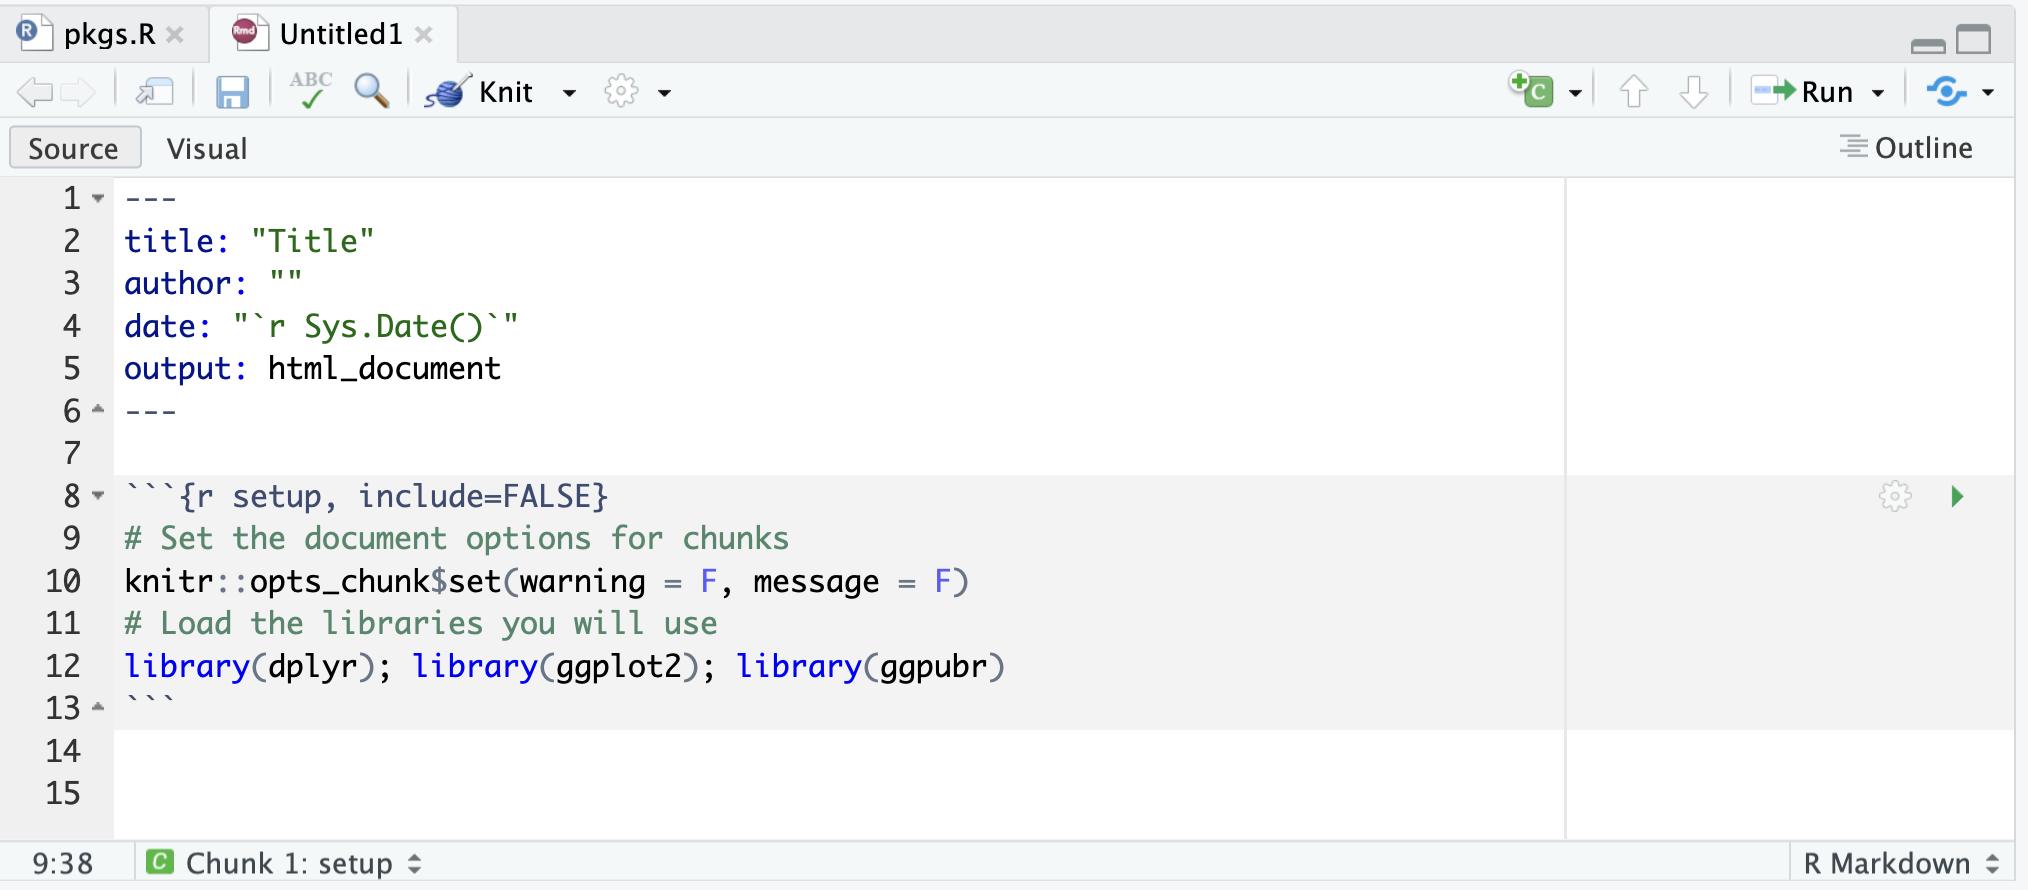 pkgs.R Untitled1
ABC Knit C Run
Source Visual Outline
1 ---
2 title: "Title"
3 author: ""
4 date: "`r Sys.Date()`"
5 output: html_document
6 ---
7
8 ```{r setup, include=FALSE}
9 # Set the document options for chunks
10 knitr::opts_chunk$set(warning = F, message = F)
11 # Load the libraries you will use
12 library(dplyr); library(ggplot2); library(ggpubr)
13 ```
14
15
9:38 C Chunk 1: setup R Markdown